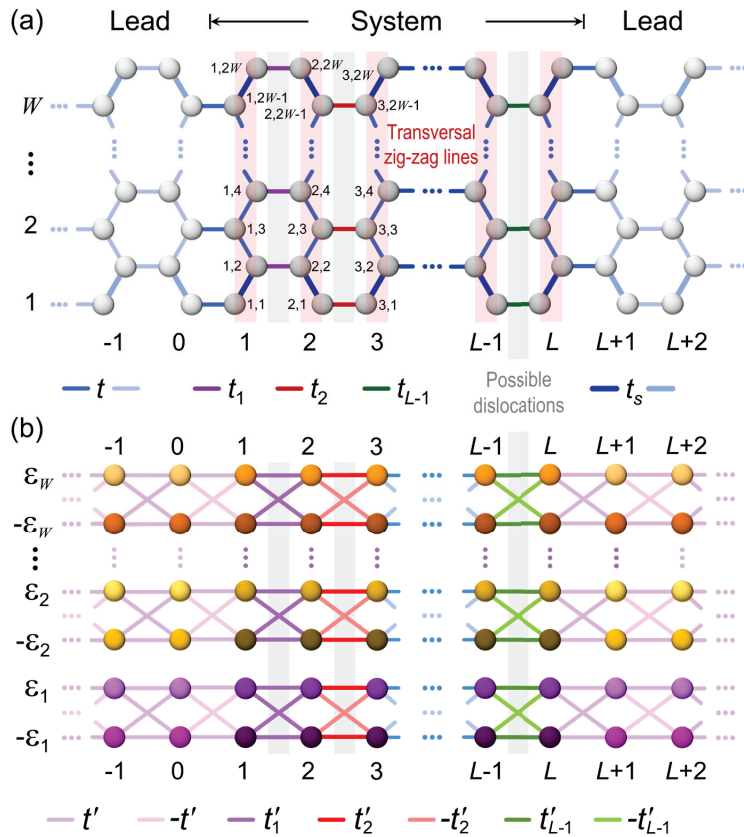 (a) Lead System Lead
1,2W 2,2W 3,2W
W 1,2W-1 2,2W-1 3,2W-1
Transversal
zig-zag lines
1,4 2,4 3,4
2 1,3 2,3 3,3
1,2 2,2 3,2
1 1,1 2,1 3,1
-1 0 1 2 3 L-1 L L+1 L+2
t t₁ t₂ t_{L-1} Possible dislocations t_s
(b)
-1 0 1 2 3 L-1 L L+1 L+2
ε_W
-ε_W
ε₂
-ε₂
ε₁
-ε₁
-1 0 1 2 3 L-1 L L+1 L+2
t′ -t′ t′₁ t′₂ -t′₂ t′_{L-1} -t′_{L-1}